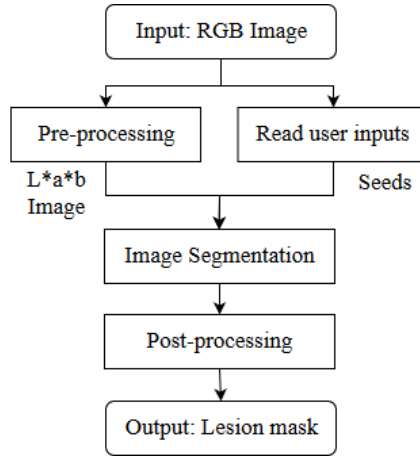 Input: RGB Image
Pre-processing
Read user inputs
L*a*b
Image
Seeds
Image Segmentation
Post-processing
Output: Lesion mask